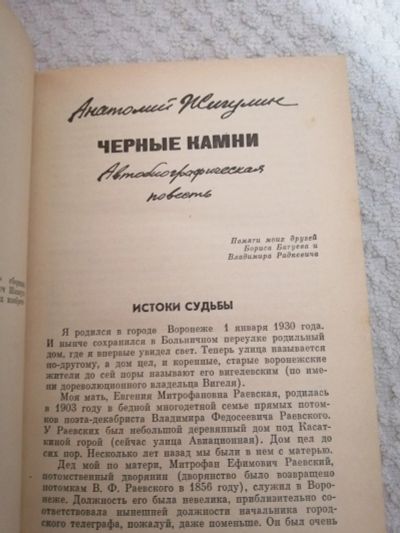 Анатолий Жигулин
ЧЕРНЫЕ КАМНИ
Автобиографическая
повесть
Памяти моих друзей
Бориса Батуева и
Владимира Радкевича
ИСТОКИ СУДЬБЫ
Я родился в городе Воронеже 1 января 1930 года.
И нынче сохранился в Больничном переулке родильный
дом, где я впервые увидел свет. Теперь улица называется
по-другому, а дом цел, и коренные, старые воронежские
жители до сей поры называют его вигелевским (по име-
ни дореволюционного владельца Вигеля).
Моя мать, Евгения Митрофановна Раевская, родилась
в 1903 году в бедной многодетной семье прямых потом-
ков поэта-декабриста Владимира Федосеевича Раевского.
У Раевских был небольшой деревянный дом под Касат-
киной горой (сейчас улица Авиационная). Дом цел до
сих пор. Несколько лет назад мы были в нем с матерью.
Дед мой по матери, Митрофан Ефимович Раевский,
потомственный дворянин (дворянство было возвращено
потомкам В. Ф. Раевского в 1856 году), служил в Воро-
неже. Должность его была невелика, приблизительно со-
ответствовала нынешней должности начальника город-
ского телеграфа, пожалуй, даже поменьше. Он был очень